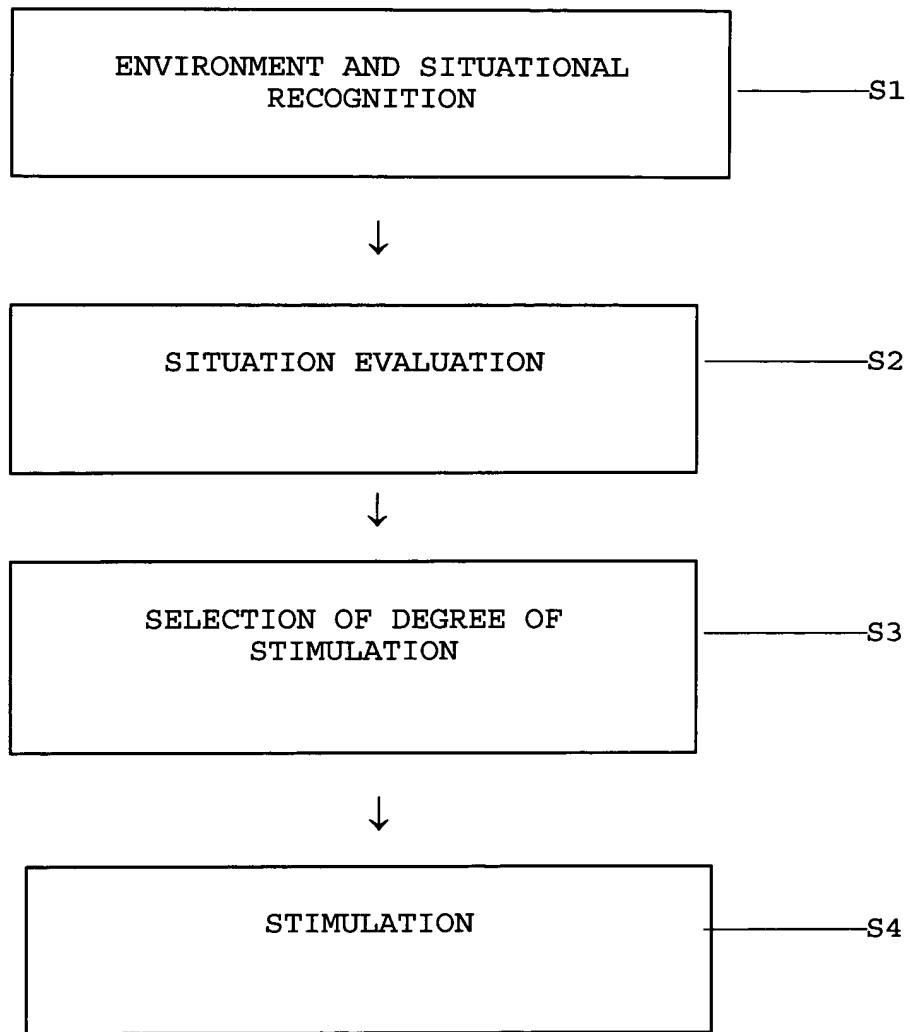 ENVIRONMENT AND SITUATIONAL
RECOGNITION
S1
↓
SITUATION EVALUATION
S2
↓
SELECTION OF DEGREE OF
STIMULATION
S3
↓
STIMULATION
S4